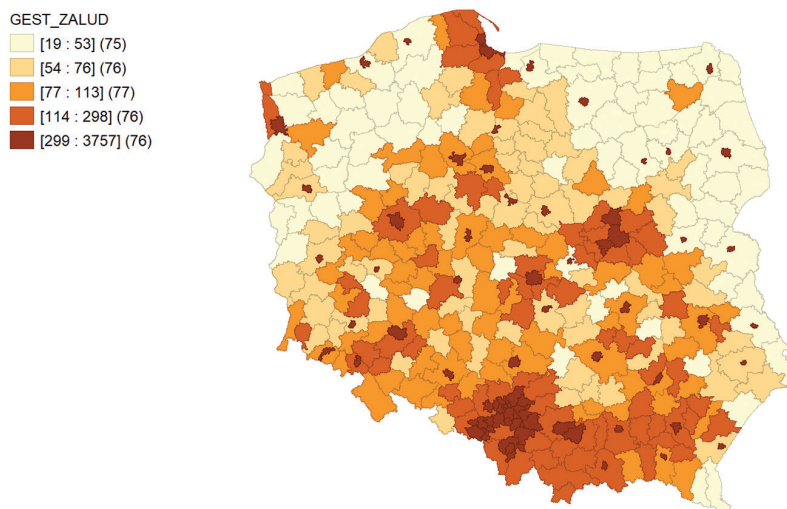 GEST_ZALUD
[19 : 53] (75)
[54 : 76] (76)
[77 : 113] (77)
[114 : 298] (76)
[299 : 3757] (76)